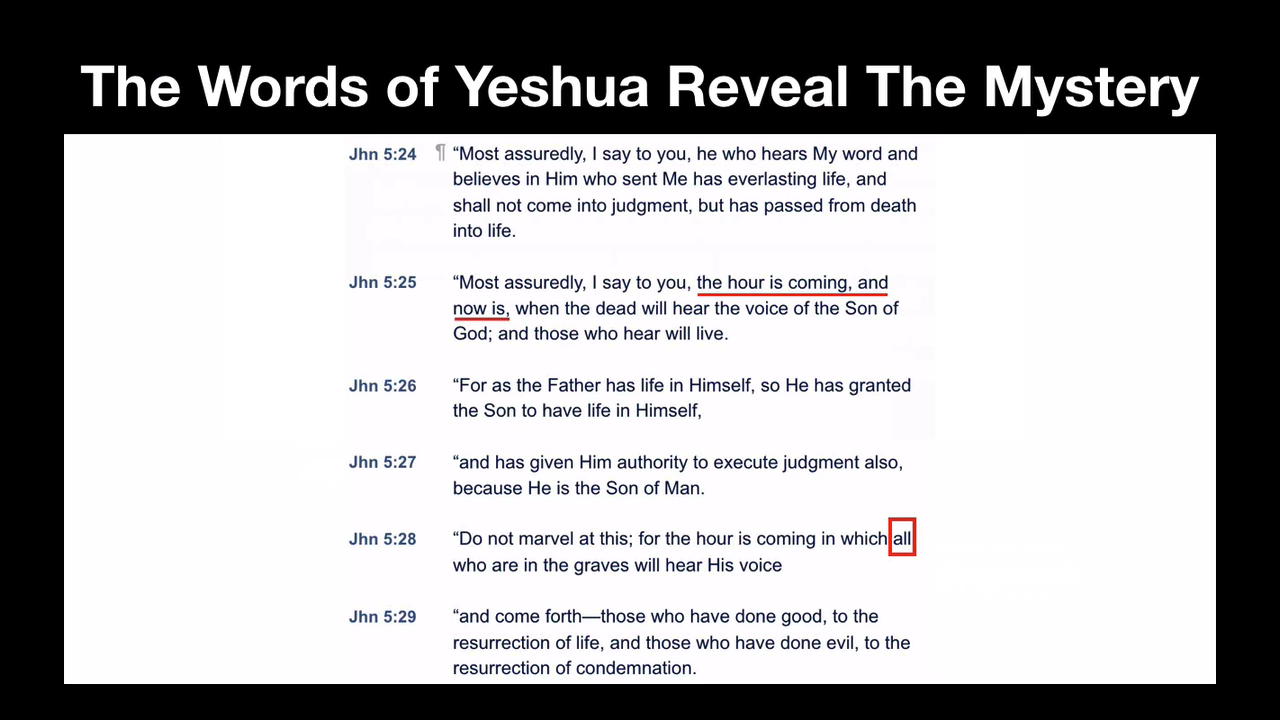 The Words of Yeshua Reveal The Mystery
Jhn 5:24 ¶ “Most assuredly, I say to you, he who hears My word and
believes in Him who sent Me has everlasting life, and
shall not come into judgment, but has passed from death
into life.
Jhn 5:25 “Most assuredly, I say to you, the hour is coming, and
now is, when the dead will hear the voice of the Son of
God; and those who hear will live.
Jhn 5:26 “For as the Father has life in Himself, so He has granted
the Son to have life in Himself,
Jhn 5:27 “and has given Him authority to execute judgment also,
because He is the Son of Man.
Jhn 5:28 “Do not marvel at this; for the hour is coming in which all
who are in the graves will hear His voice
Jhn 5:29 “and come forth—those who have done good, to the
resurrection of life, and those who have done evil, to the
resurrection of condemnation.